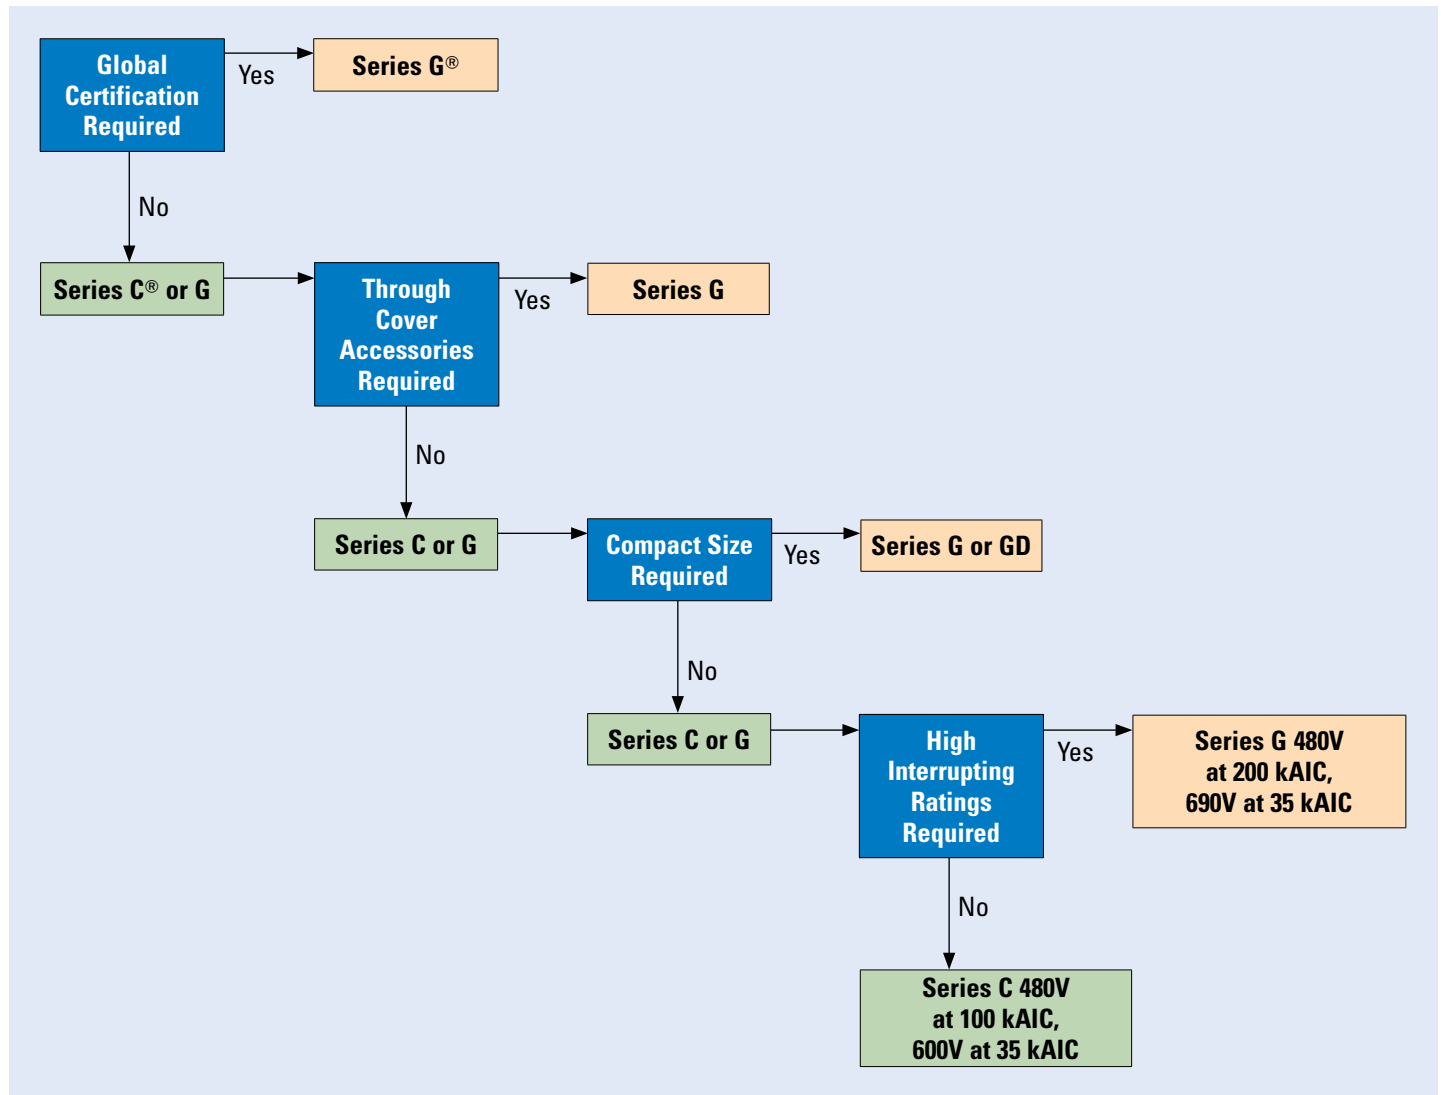 Global
Certification
Required
Yes
Series G®
No
Series C® or G
Through
Cover
Accessories
Required
Yes
Series G
No
Series C or G
Compact Size
Required
Yes
Series G or GD
No
Series C or G
High
Interrupting
Ratings
Required
Yes
Series G 480V
at 200 kAIC,
690V at 35 kAIC
No
Series C 480V
at 100 kAIC,
600V at 35 kAIC